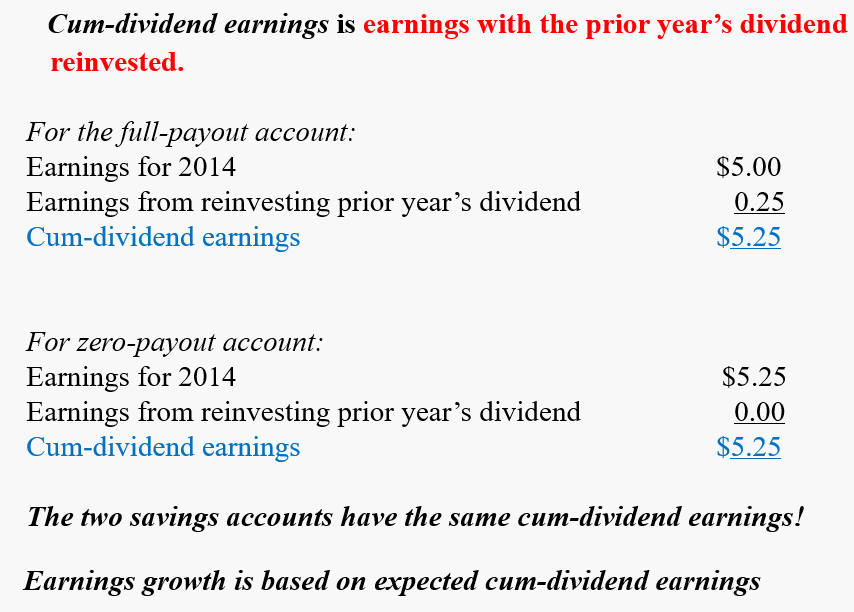 Cum-dividend earnings is earnings with the prior year’s dividend
reinvested.
For the full-payout account:
Earnings for 2014 $5.00
Earnings from reinvesting prior year’s dividend 0.25
Cum-dividend earnings $5.25
For zero-payout account:
Earnings for 2014 $5.25
Earnings from reinvesting prior year’s dividend 0.00
Cum-dividend earnings $5.25
The two savings accounts have the same cum-dividend earnings!
Earnings growth is based on expected cum-dividend earnings